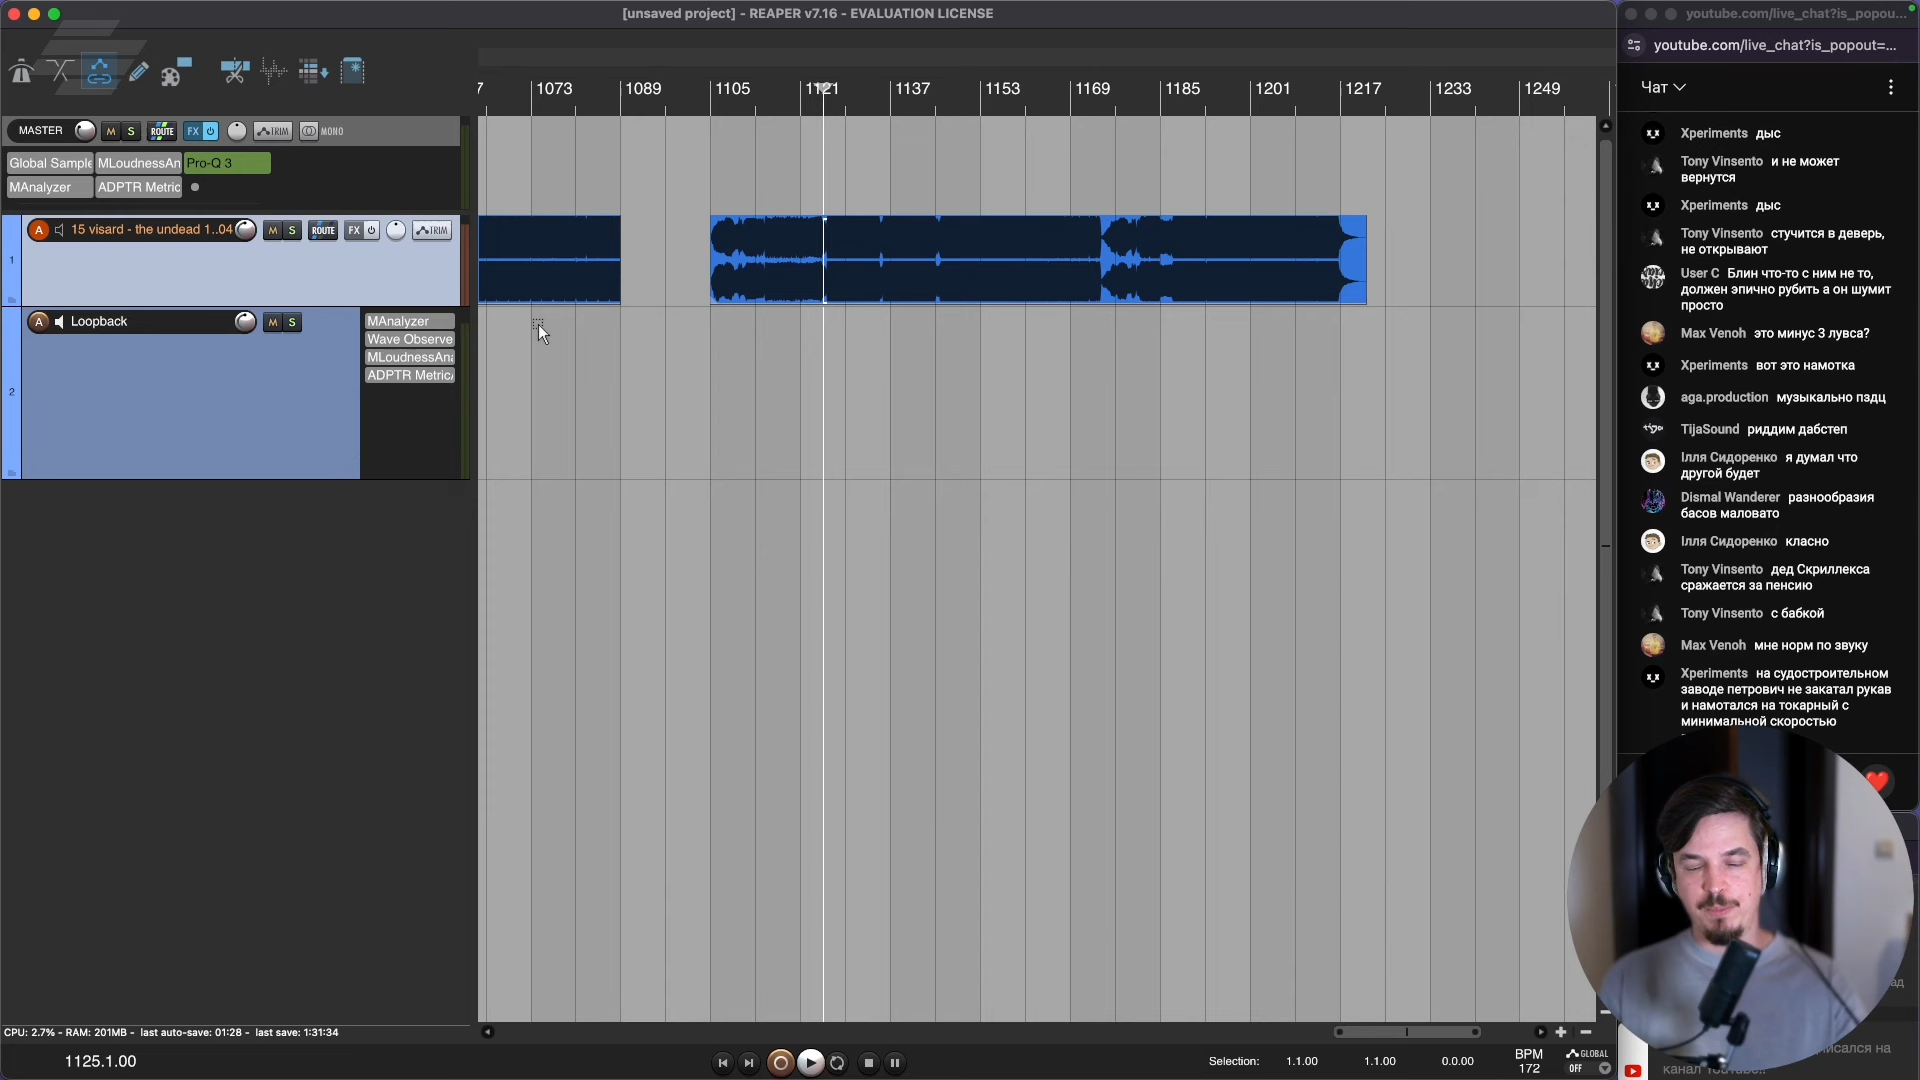 [unsaved project] - REAPER v7.16 - EVALUATION LICENSE
youtube.com/live_chat?is_popou...
youtube.com/live_chat?is_popout=...
7 1073 1089 1105 1121 1137 1153 1169 1185 1201 1217 1233 1249
MASTER M S ROUTE FX TRIM MONO
Global Sample MLoudnessAn Pro-Q 3
MAnalyzer ADPTR Metric
1
A 15 visard - the undead 1..04 M S ROUTE FX TRIM
2
A Loopback M S
MAnalyzer
Wave Observe
MLoudnessAna
ADPTR Metric
Чат
Xperiments дыс
Tony Vinsento и не может
вернутся
Xperiments дыс
Tony Vinsento стучится в деверь,
не открывают
User C Блин что-то с ним не то,
должен эпично рубить а он шумит
просто
Max Venoh это минус 3 лувса?
Xperiments вот это намотка
aga.production музыкально пздц
TijaSound риддим дабстеп
Ілля Сидоренко я думал что
другой будет
Dismal Wanderer разнообразия
басов маловато
Ілля Сидоренко класно
Tony Vinsento дед Скриллекса
сражается за пенсию
Tony Vinsento с бабкой
Max Venoh мне норм по звуку
Xperiments на судостроительном
заводе петрович не закатал рукав
и намотался на токарный с
минимальной скоростью
CPU: 2.7% - RAM: 201MB - last auto-save: 01:28 - last save: 1:31:34
1125.1.00
Selection: 1.1.00 1.1.00 0.0.00
BPM
172
GLOBAL
OFF
канал